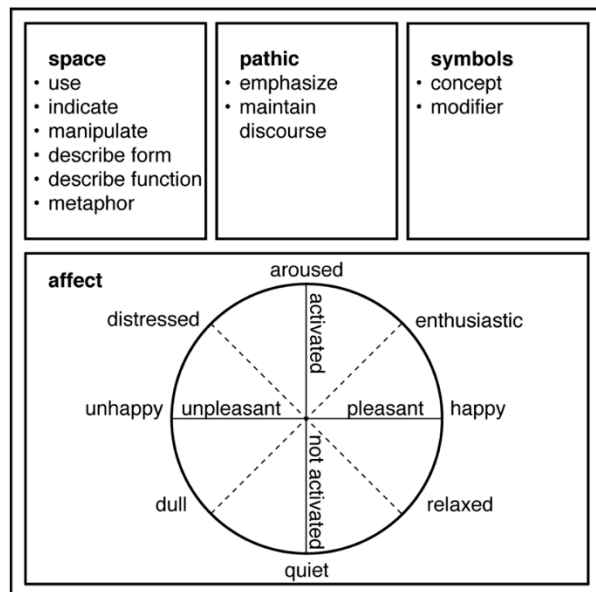 space
• use
• indicate
• manipulate
• describe form
• describe function
• metaphor
pathic
• emphasize
• maintain
discourse
symbols
• concept
• modifier
affect
aroused
distressed
enthusiastic
activated
unhappy
unpleasant
pleasant
happy
not activated
dull
relaxed
quiet